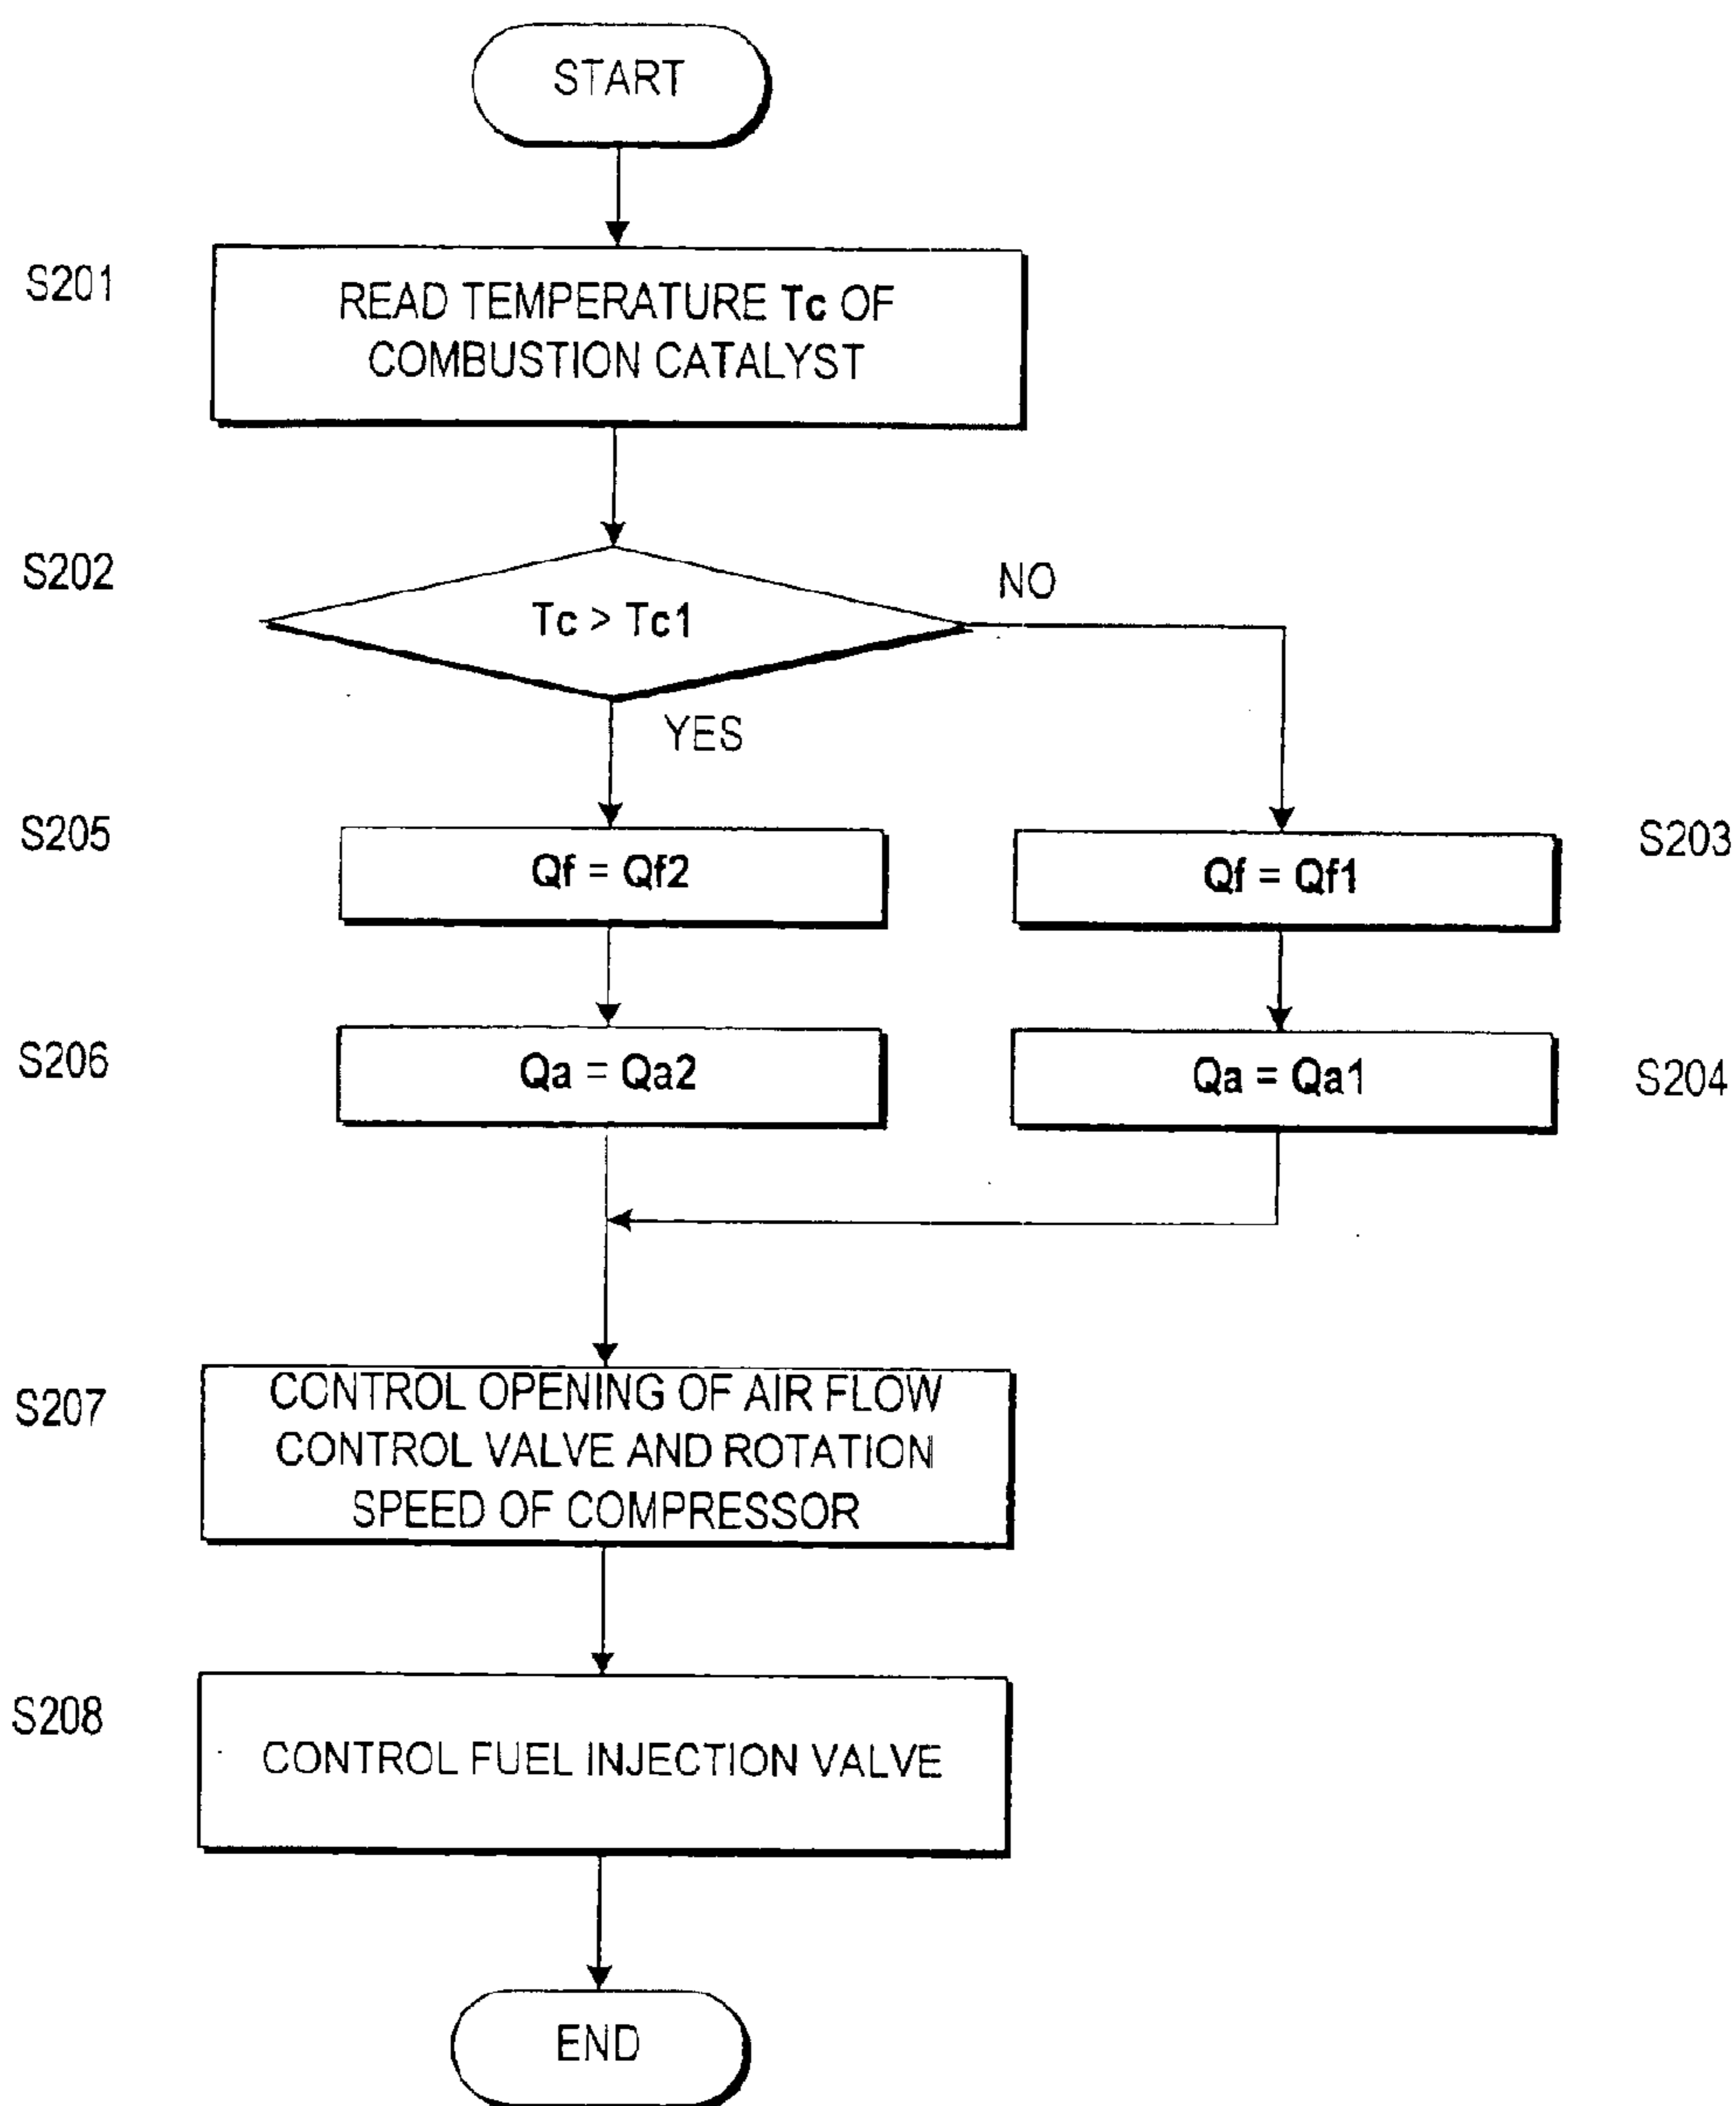 START
S201
READ TEMPERATURE Tc OF
COMBUSTION CATALYST
S202
Tc > Tc1
NO
YES
S205
Qf = Qf2
Qf = Qf1
S203
S206
Qa = Qa2
Qa = Qa1
S204
S207
CONTROL OPENING OF AIR FLOW
CONTROL VALVE AND ROTATION
SPEED OF COMPRESSOR
S208
CONTROL FUEL INJECTION VALVE
END